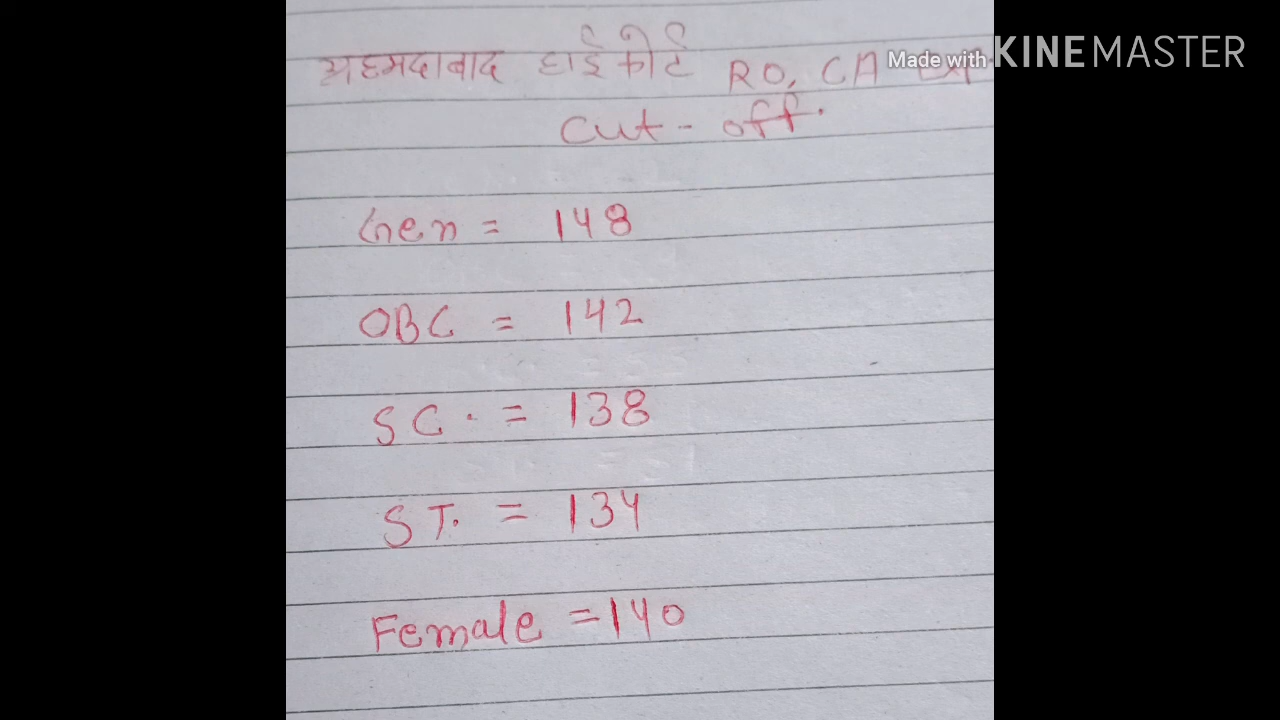 अहमदाबाद हाईकोर्ट RO, CA
Made with KINEMASTER
Cut - off.
Gen = 148
OBC = 142
SC. = 138
ST. = 134
Female = 140